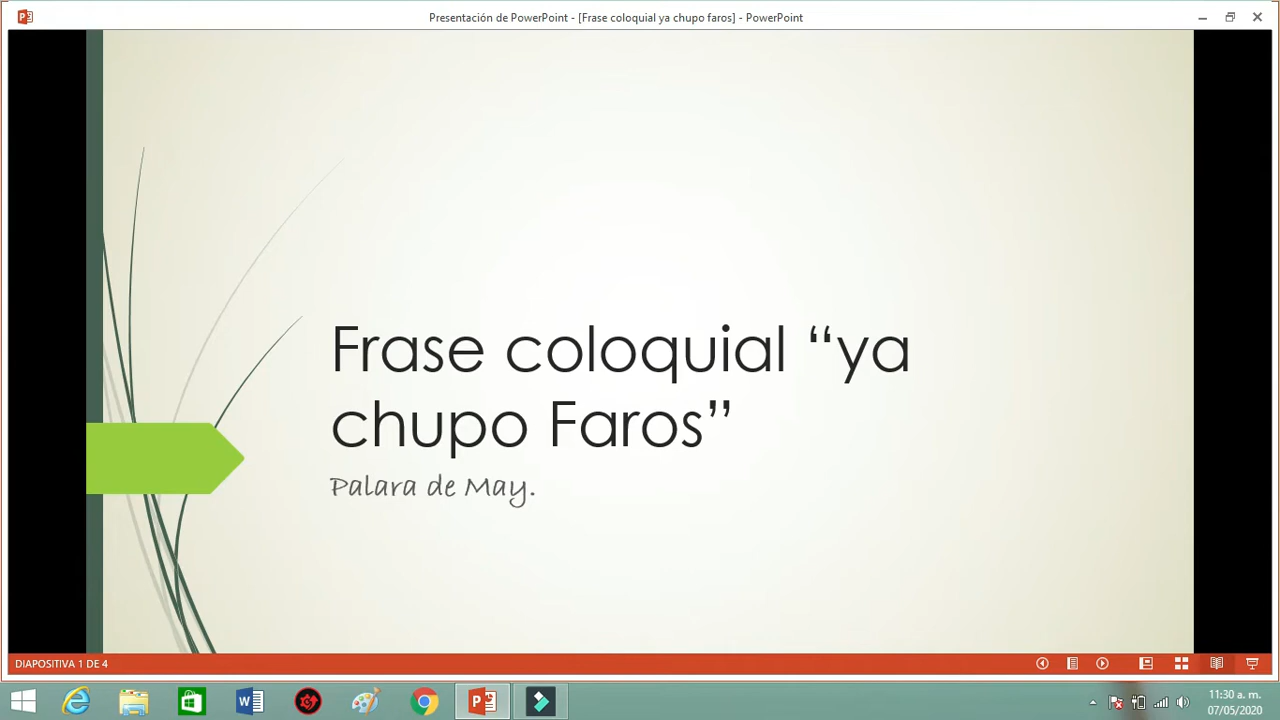 Presentación de PowerPoint - [Frase coloquial ya chupo faros] - PowerPoint
Frase coloquial “ya
chupo Faros”
Palara de May.
DIAPOSITIVA 1 DE 4
11:30 a. m.
07/05/2020